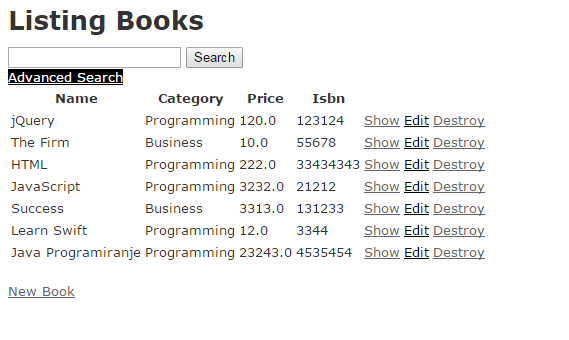 Listing Books
Search
Advanced Search
Name Category Price Isbn
jQuery Programming 120.0 123124 Show Edit Destroy
The Firm Business 10.0 55678 Show Edit Destroy
HTML Programming 222.0 33434343 Show Edit Destroy
JavaScript Programming 3232.0 21212 Show Edit Destroy
Success Business 3313.0 131233 Show Edit Destroy
Learn Swift Programming 12.0 3344 Show Edit Destroy
Java Programiranje Programming 23243.0 4535454 Show Edit Destroy
New Book